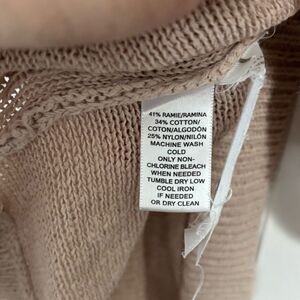 41% RAMIE/RAMINA
34% COTTON/
COTON/ALGODÓN
25% NYLON/NILÓN
MACHINE WASH
COLD
ONLY NON-
CHLORINE BLEACH
WHEN NEEDED
TUMBLE DRY LOW
COOL IRON
IF NEEDED
OR DRY CLEAN